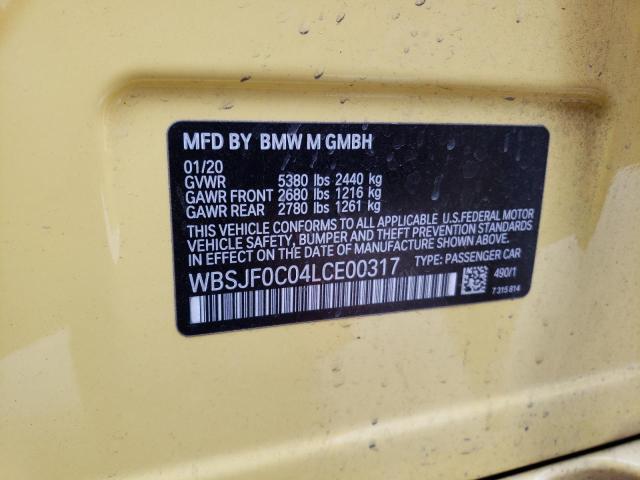 MFD BY BMW M GMBH
01/20
GVWR 5380 lbs 2440 kg
GAWR FRONT 2680 lbs 1216 kg
GAWR REAR 2780 lbs 1261 kg
THIS VEHICLE CONFORMS TO ALL APPLICABLE U.S.FEDERAL MOTOR
VEHICLE SAFETY, BUMPER AND THEFT PREVENTION STANDARDS
IN EFFECT ON THE DATE OF MANUFACTURE SHOWN ABOVE.
WBSJF0C04LCE00317 TYPE: PASSENGER CAR
490/1
7 315 814